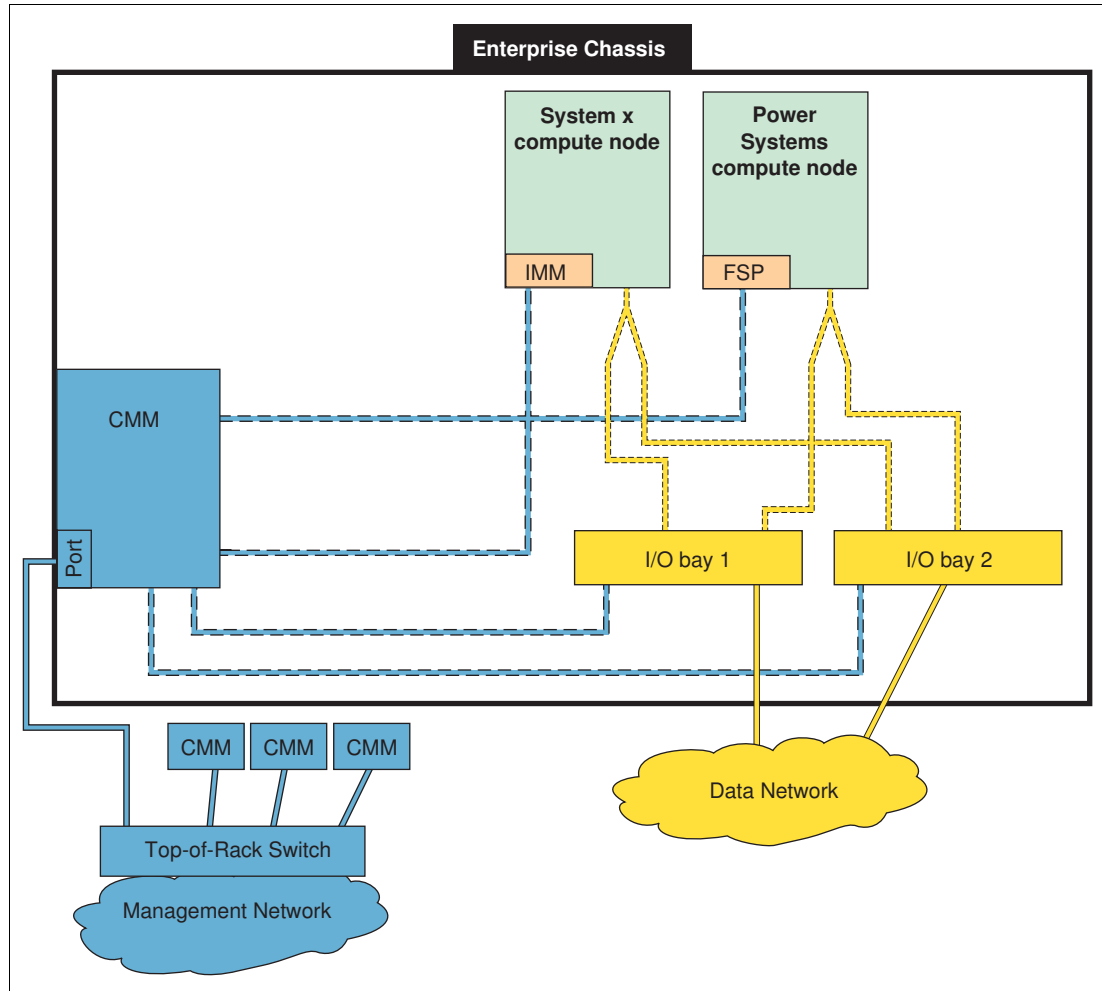 Enterprise Chassis
System x
compute node
Power
Systems
compute node
IMM
FSP
CMM
Port
I/O bay 1
I/O bay 2
CMM
CMM
CMM
Data Network
Top-of-Rack Switch
Management Network